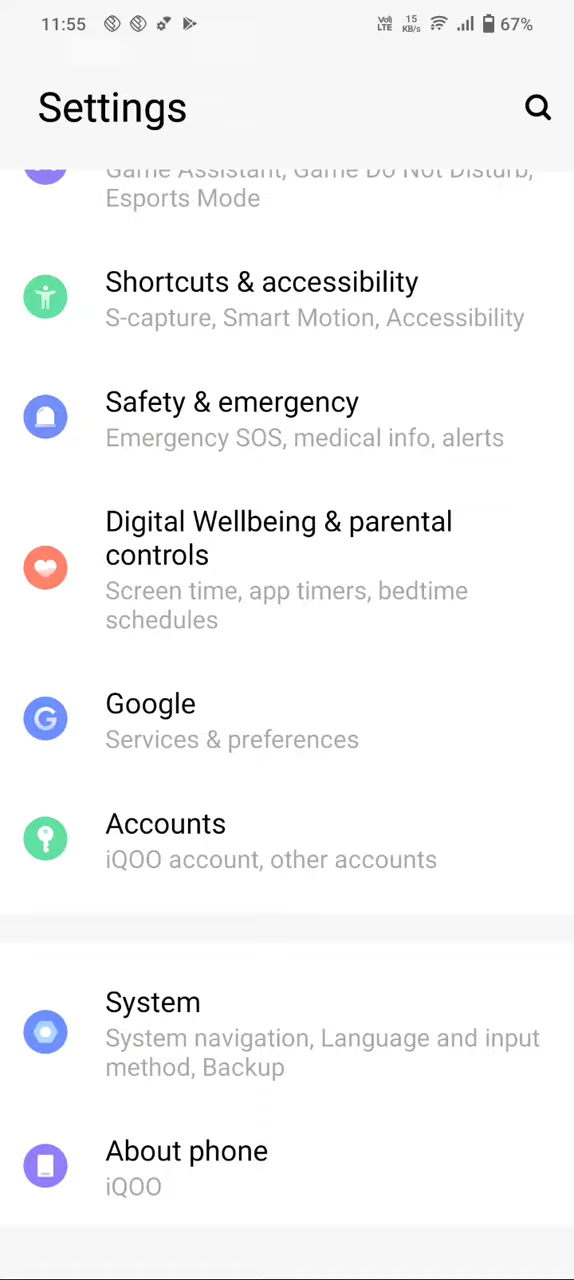 11:55
Vo) LTE 15 KB/s 67%
Settings
Game Assistant, Game Do Not Disturb,
Esports Mode
Shortcuts & accessibility
S-capture, Smart Motion, Accessibility
Safety & emergency
Emergency SOS, medical info, alerts
Digital Wellbeing & parental
controls
Screen time, app timers, bedtime
schedules
Google
Services & preferences
Accounts
iQOO account, other accounts
System
System navigation, Language and input
method, Backup
About phone
iQOO